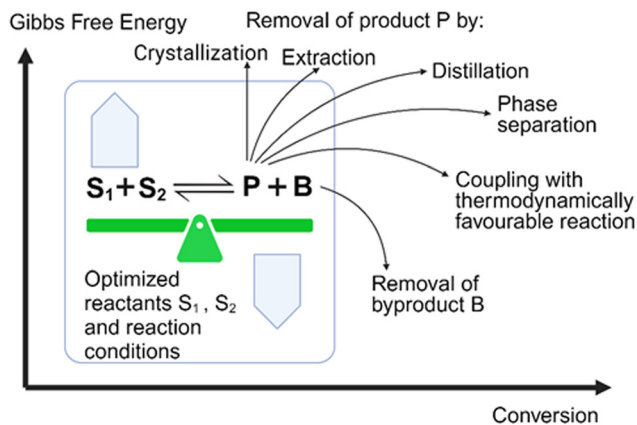 Gibbs Free Energy
Removal of product P by:
Crystallization
Extraction
Distillation
Phase
separation
S₁+S₂ ⇌ P + B
Coupling with
thermodynamically
favourable reaction
Optimized
reactants S₁ , S₂
and reaction
conditions
Removal of
byproduct B
Conversion